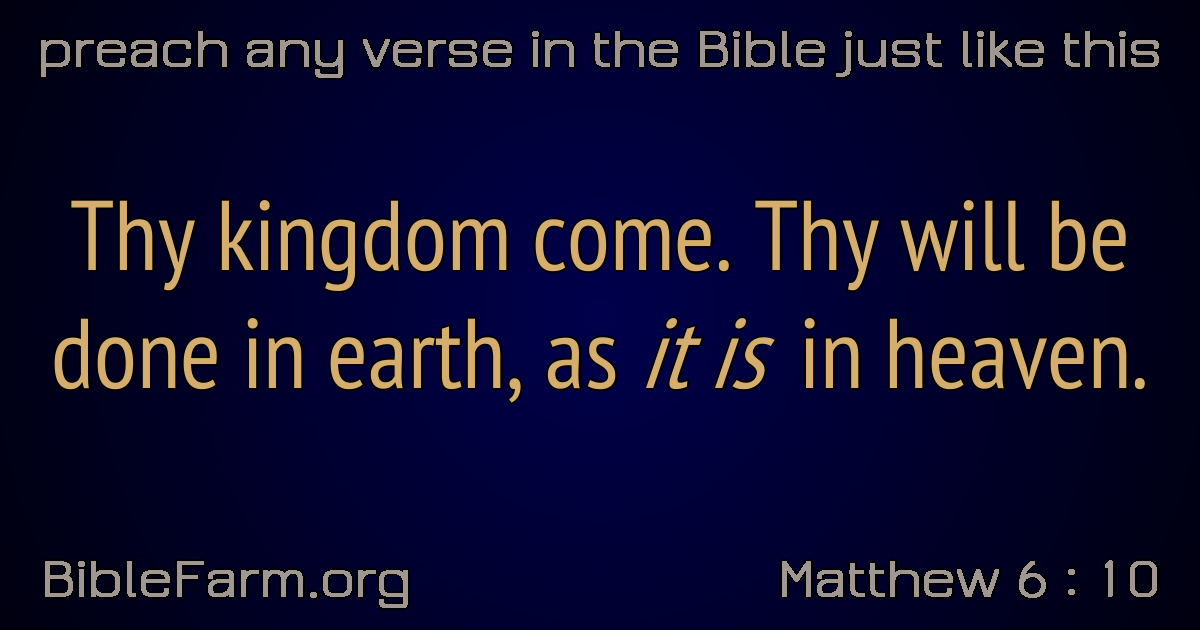 preach any verse in the Bible just like this
Thy kingdom come. Thy will be
done in earth, as it is in heaven.
BibleFarm.org
Matthew 6 : 10